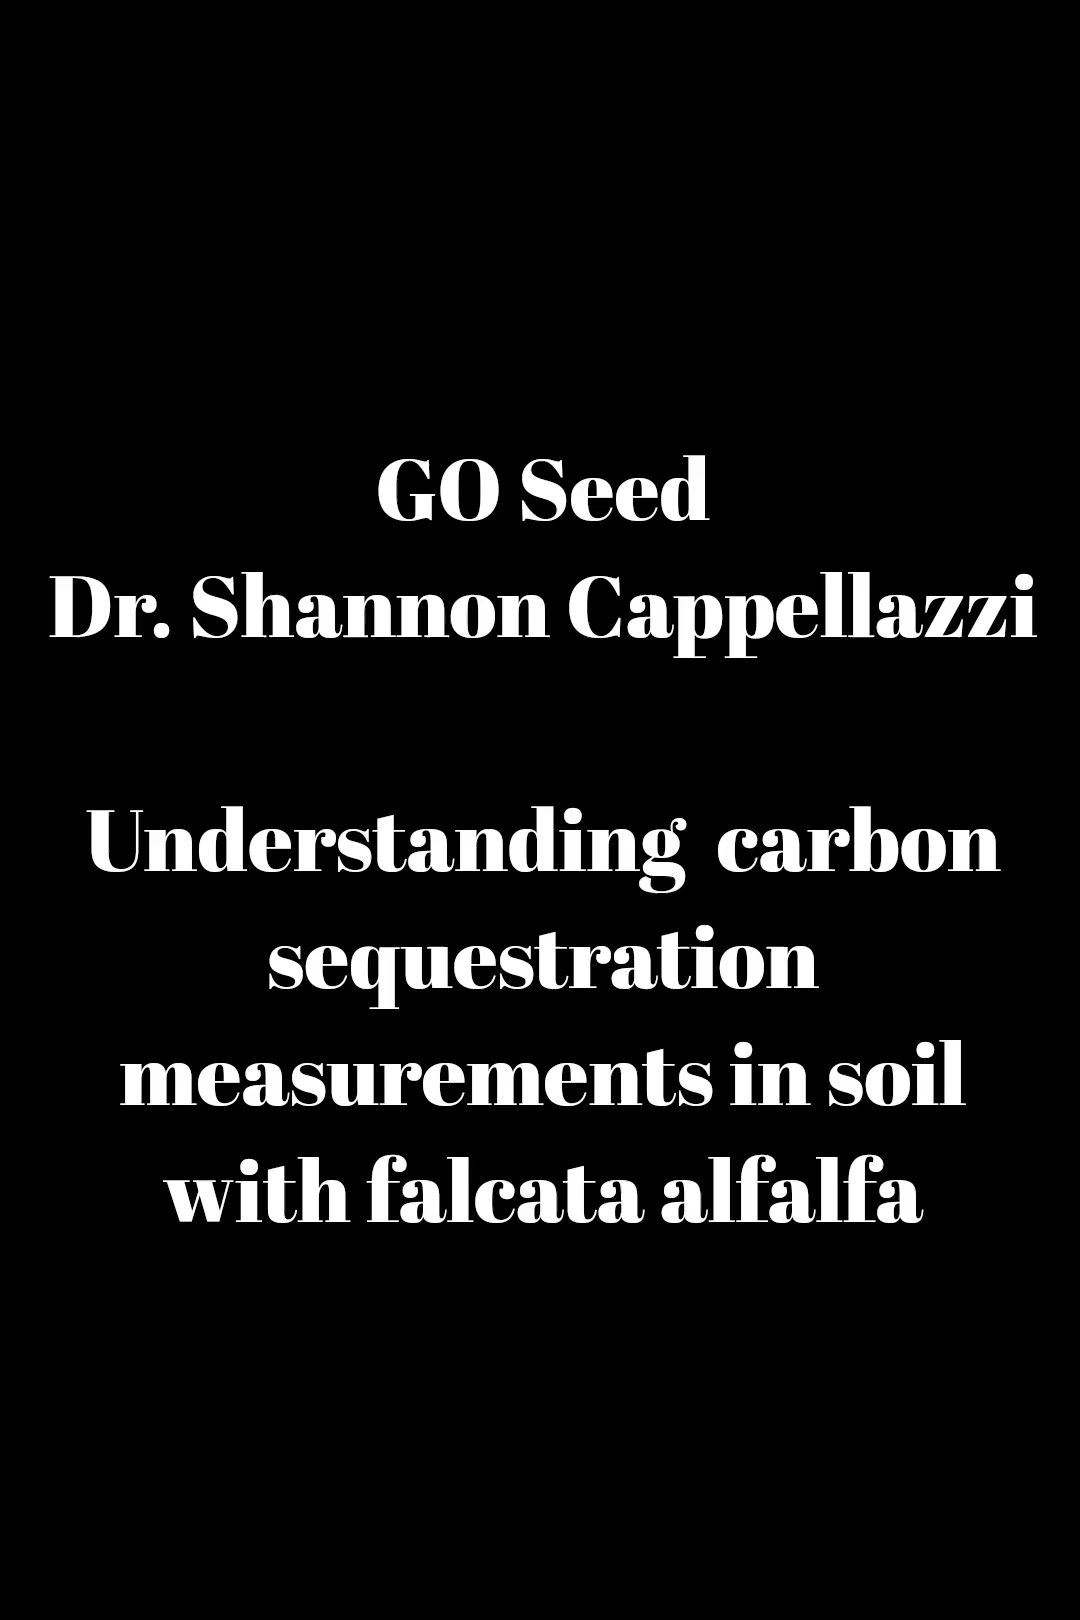 GO Seed
Dr. Shannon Cappellazzi
Understanding carbon
sequestration
measurements in soil
with falcata alfalfa